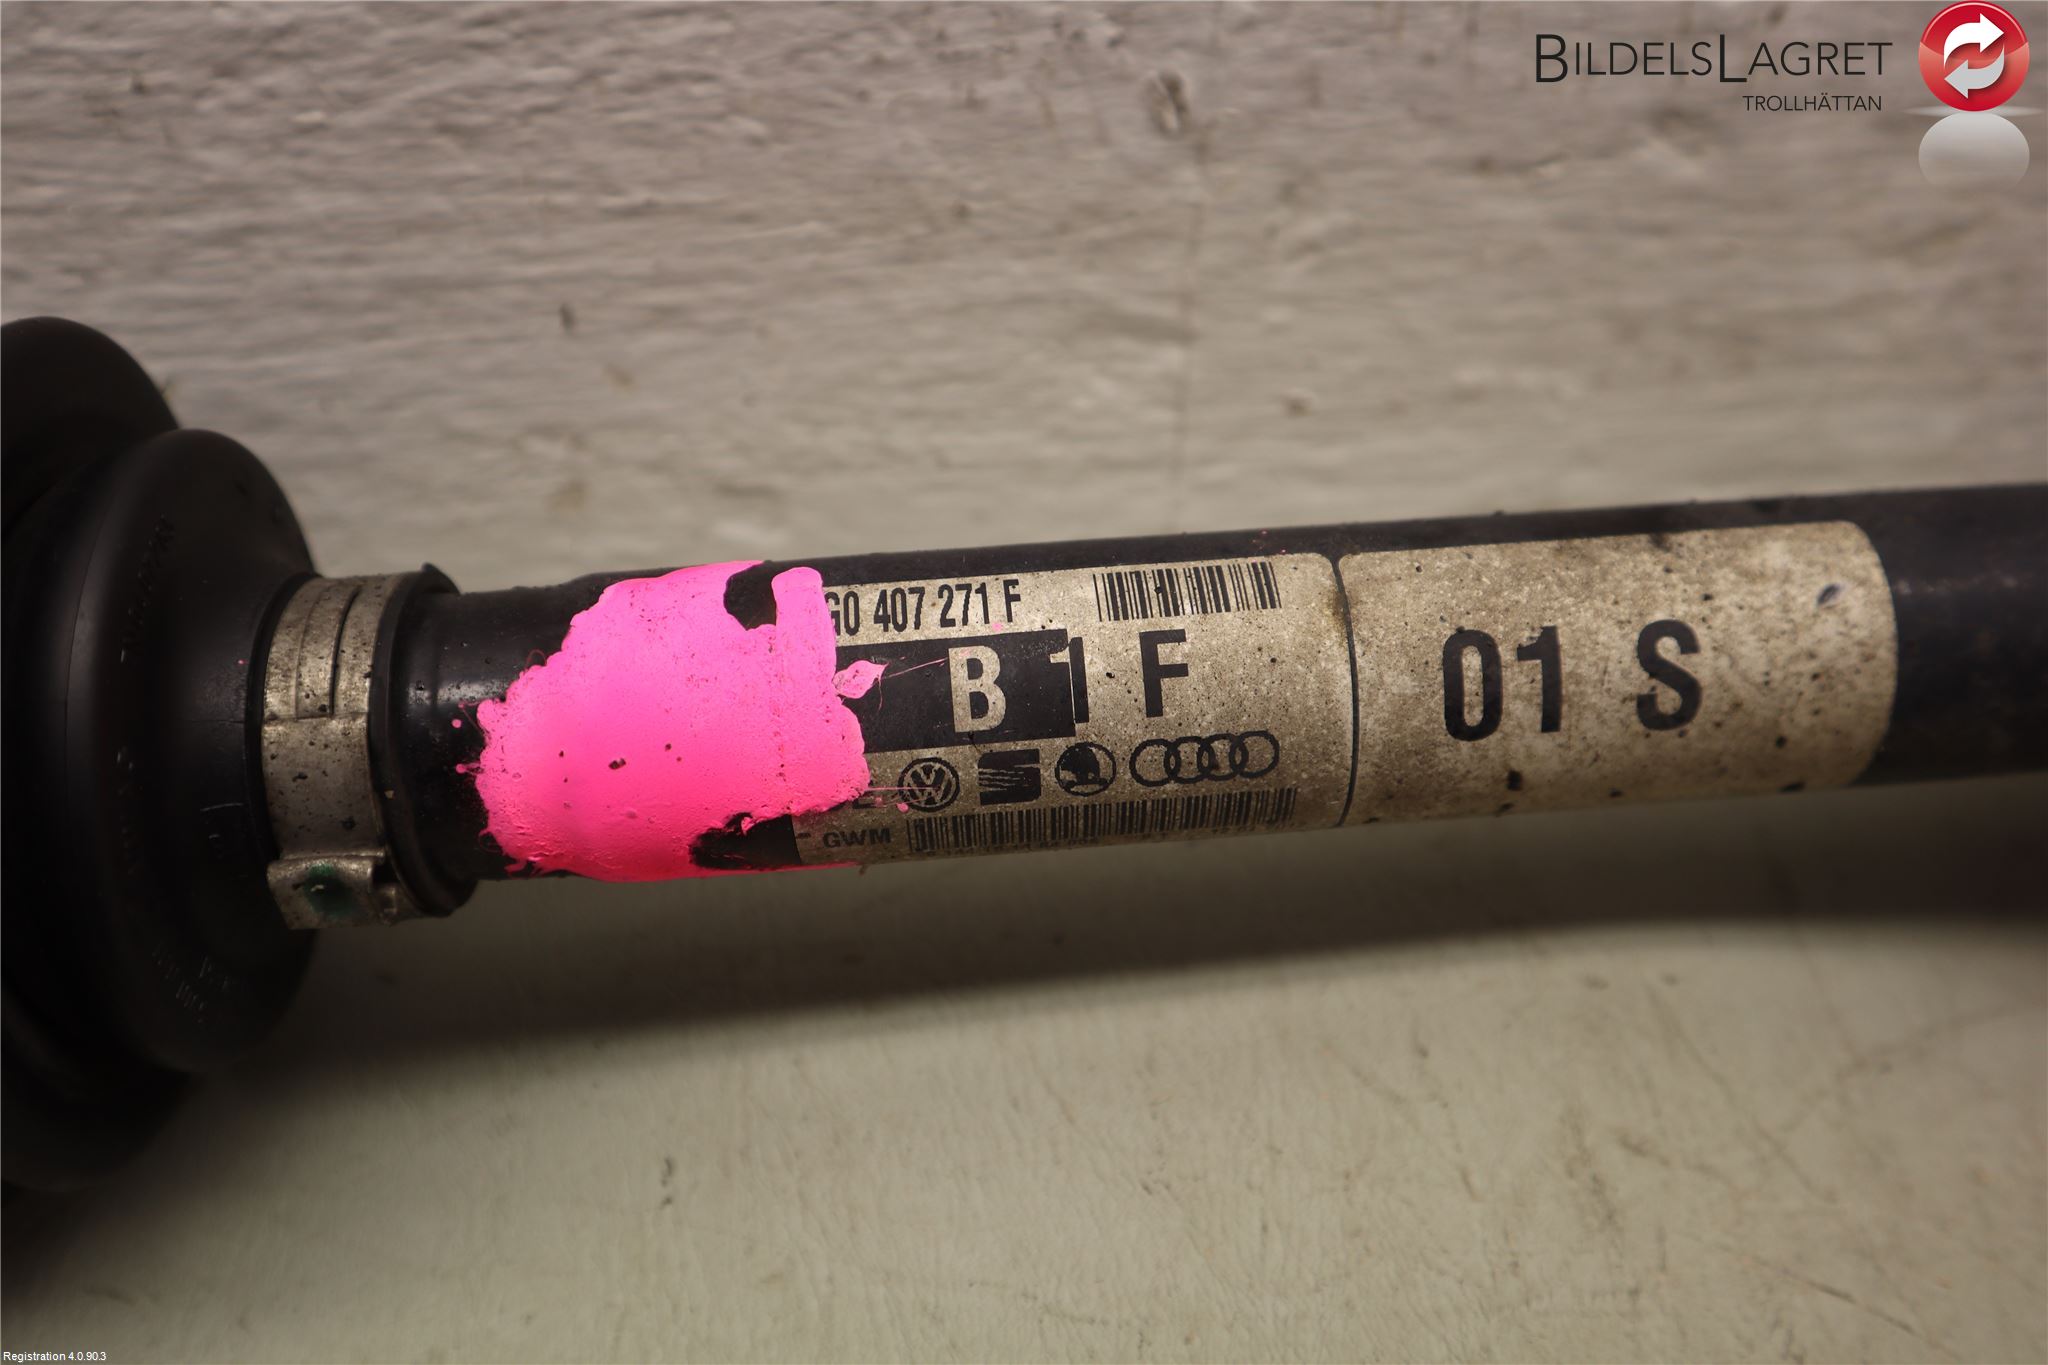 BILDELSLAGRET
TROLLHÄTTAN
G0 407 271 F
B 1 F
01 S
GWM
Registration 4.0.90.3